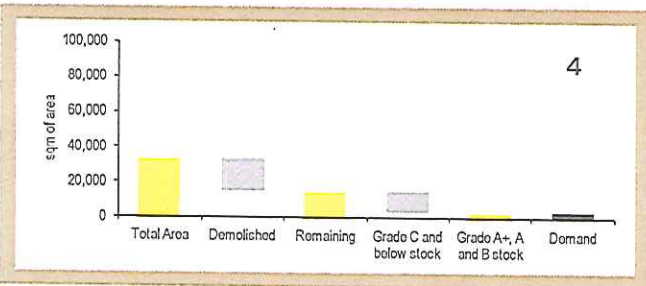 100,000
80,000
60,000
40,000
20,000
0
sqm of area
4
Total Area
Demolished
Remaining
Grade C and
below stock
Grade A+, A
and B stock
Demand